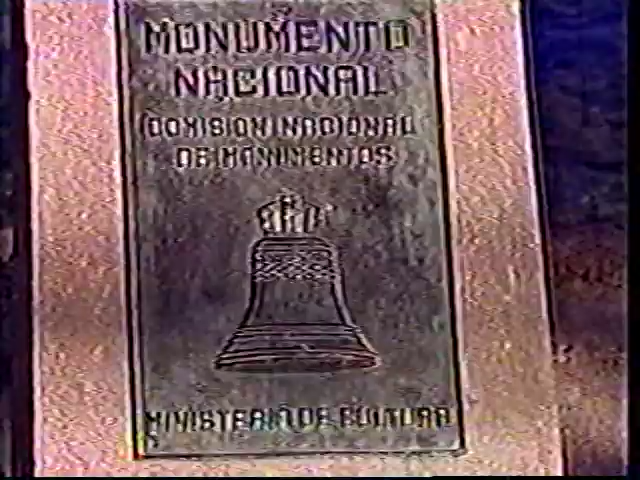 MONUMENTO
NACIONAL
COMISION NACIONAL
DE MONUMENTOS
MINISTERIO DE CULTURA